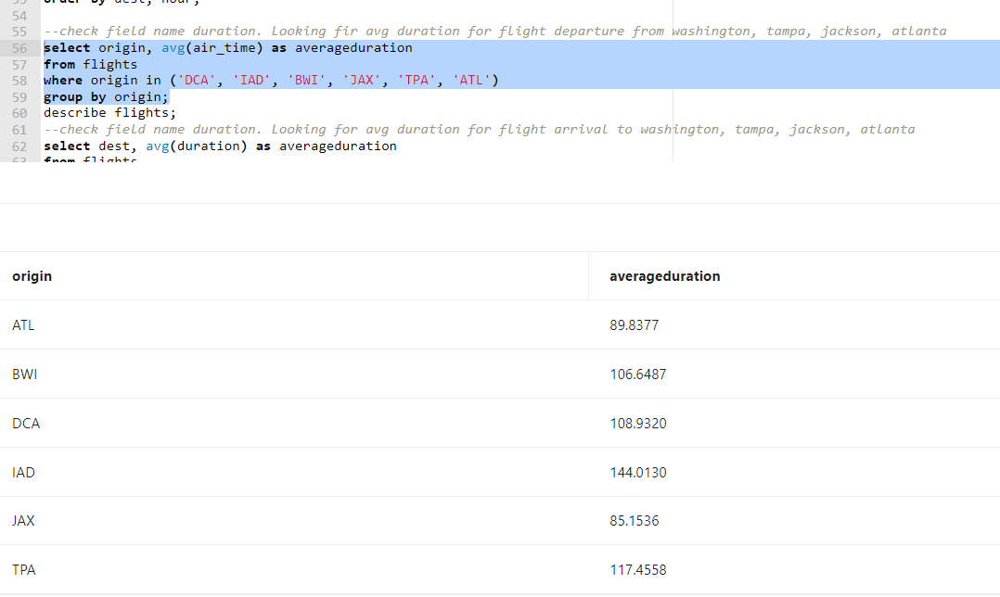 order by dest, hour;
54
55 --check field name duration. Looking fir avg duration for flight departure from washington, tampa, jackson, atlanta
56 select origin, avg(air_time) as averageduration
57 from flights
58 where origin in ('DCA', 'IAD', 'BWI', 'JAX', 'TPA', 'ATL')
59 group by origin;
60 describe flights;
61 --check field name duration. Looking for avg duration for flight arrival to washington, tampa, jackson, atlanta
62 select dest, avg(duration) as averageduration
63 from flights
origin averageduration
ATL 89.8377
BWI 106.6487
DCA 108.9320
IAD 144.0130
JAX 85.1536
TPA 117.4558